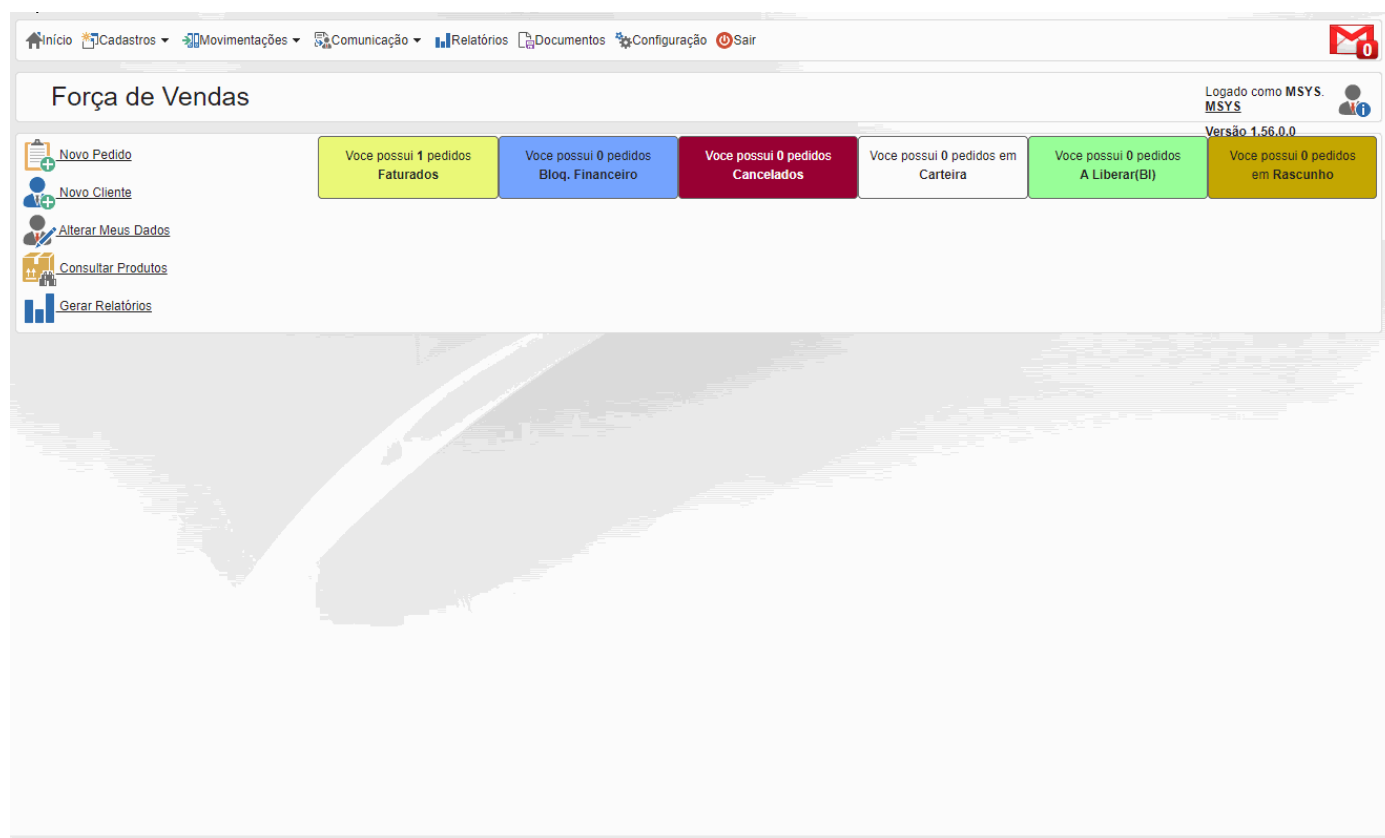 Início Cadastros Movimentações Comunicação Relatórios Documentos Configuração Sair
0
Força de Vendas
Logado como MSYS.
MSYS
Versão 1.56.0.0
Novo Pedido
Novo Cliente
Alterar Meus Dados
Consultar Produtos
Gerar Relatórios
Voce possui 1 pedidos
Faturados
Voce possui 0 pedidos
Bloq. Financeiro
Voce possui 0 pedidos
Cancelados
Voce possui 0 pedidos em
Carteira
Voce possui 0 pedidos
A Liberar(BI)
Voce possui 0 pedidos
em Rascunho